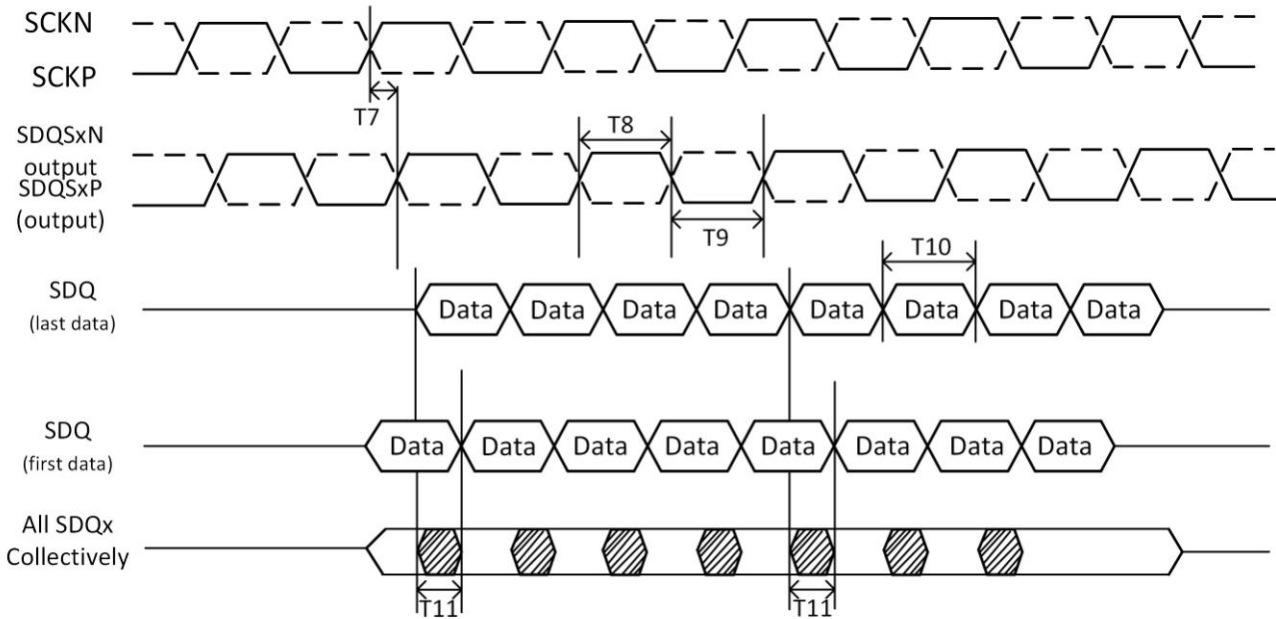 SCKN
SCKP
T7
SDQSxN
output
SDQSxP
(output)
T8
T9
T10
SDQ
(last data)
Data Data Data Data Data Data Data Data
SDQ
(first data)
Data Data Data Data Data Data Data Data
All SDQx
Collectively
T11 T11